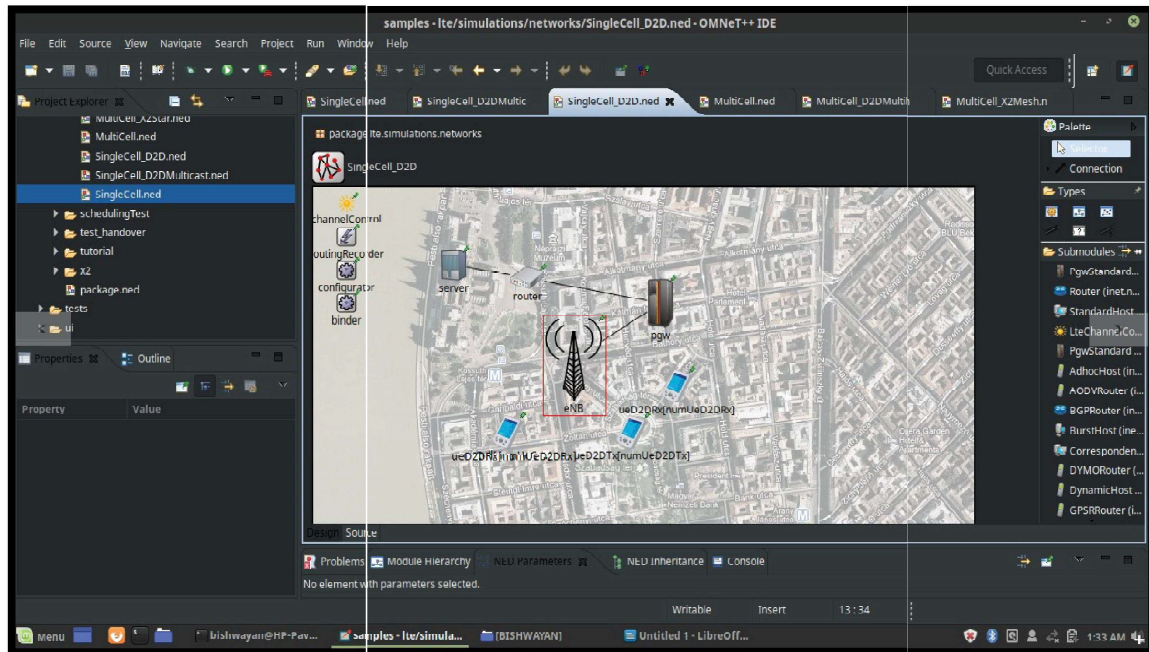 samples - lte/simulations/networks/SingleCell_D2D.ned - OMNeT++ IDE
File Edit Source View Navigate Search Project Run Window Help
Quick Access
Project Explorer
SingleCell.ned
SingleCell_D2DMultic
SingleCell_D2D.ned
MultiCell.ned
MultiCell_D2DMultih
MultiCell_X2Mesh.n
MultiCell_X2Star.ned
MultiCell.ned
SingleCell_D2D.ned
SingleCell_D2DMulticast.ned
SingleCell.ned
schedulingTest
test_handover
tutorial
x2
package.ned
tests
ui
package lte.simulations.networks
SingleCell_D2D
channelControl
routingRecorder
configurator
binder
server
router
pgw
eNB
ueD2DRx[numUeD2DRx]
ueD2DTx[numUeD2DTx]
Palette
Selector
Connection
Types
Submodules
PgwStandard...
Router (inet.n...
StandardHost ...
LteChannelCo...
PgwStandard ...
AdhocHost (in...
AODVRouter (...
BGPRouter (in...
BurstHost (ine...
Corresponden...
DYMORouter (...
DynamicHost ...
GPSRRouter (i...
Design Source
Properties
Outline
Property Value
Problems Module Hierarchy NED Parameters NED Inheritance Console
No element with parameters selected.
Writable Insert 13 : 34
Menu
bishwayan@HP-Pav...
samples - lte/simula...
[BISHWAYAN]
Untitled 1 - LibreOff...
1:33 AM